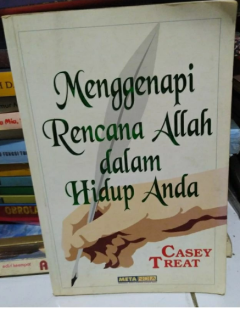 Menggenapi
Rencana Allah
dalam
Hidup Anda
CASEY
TREAT